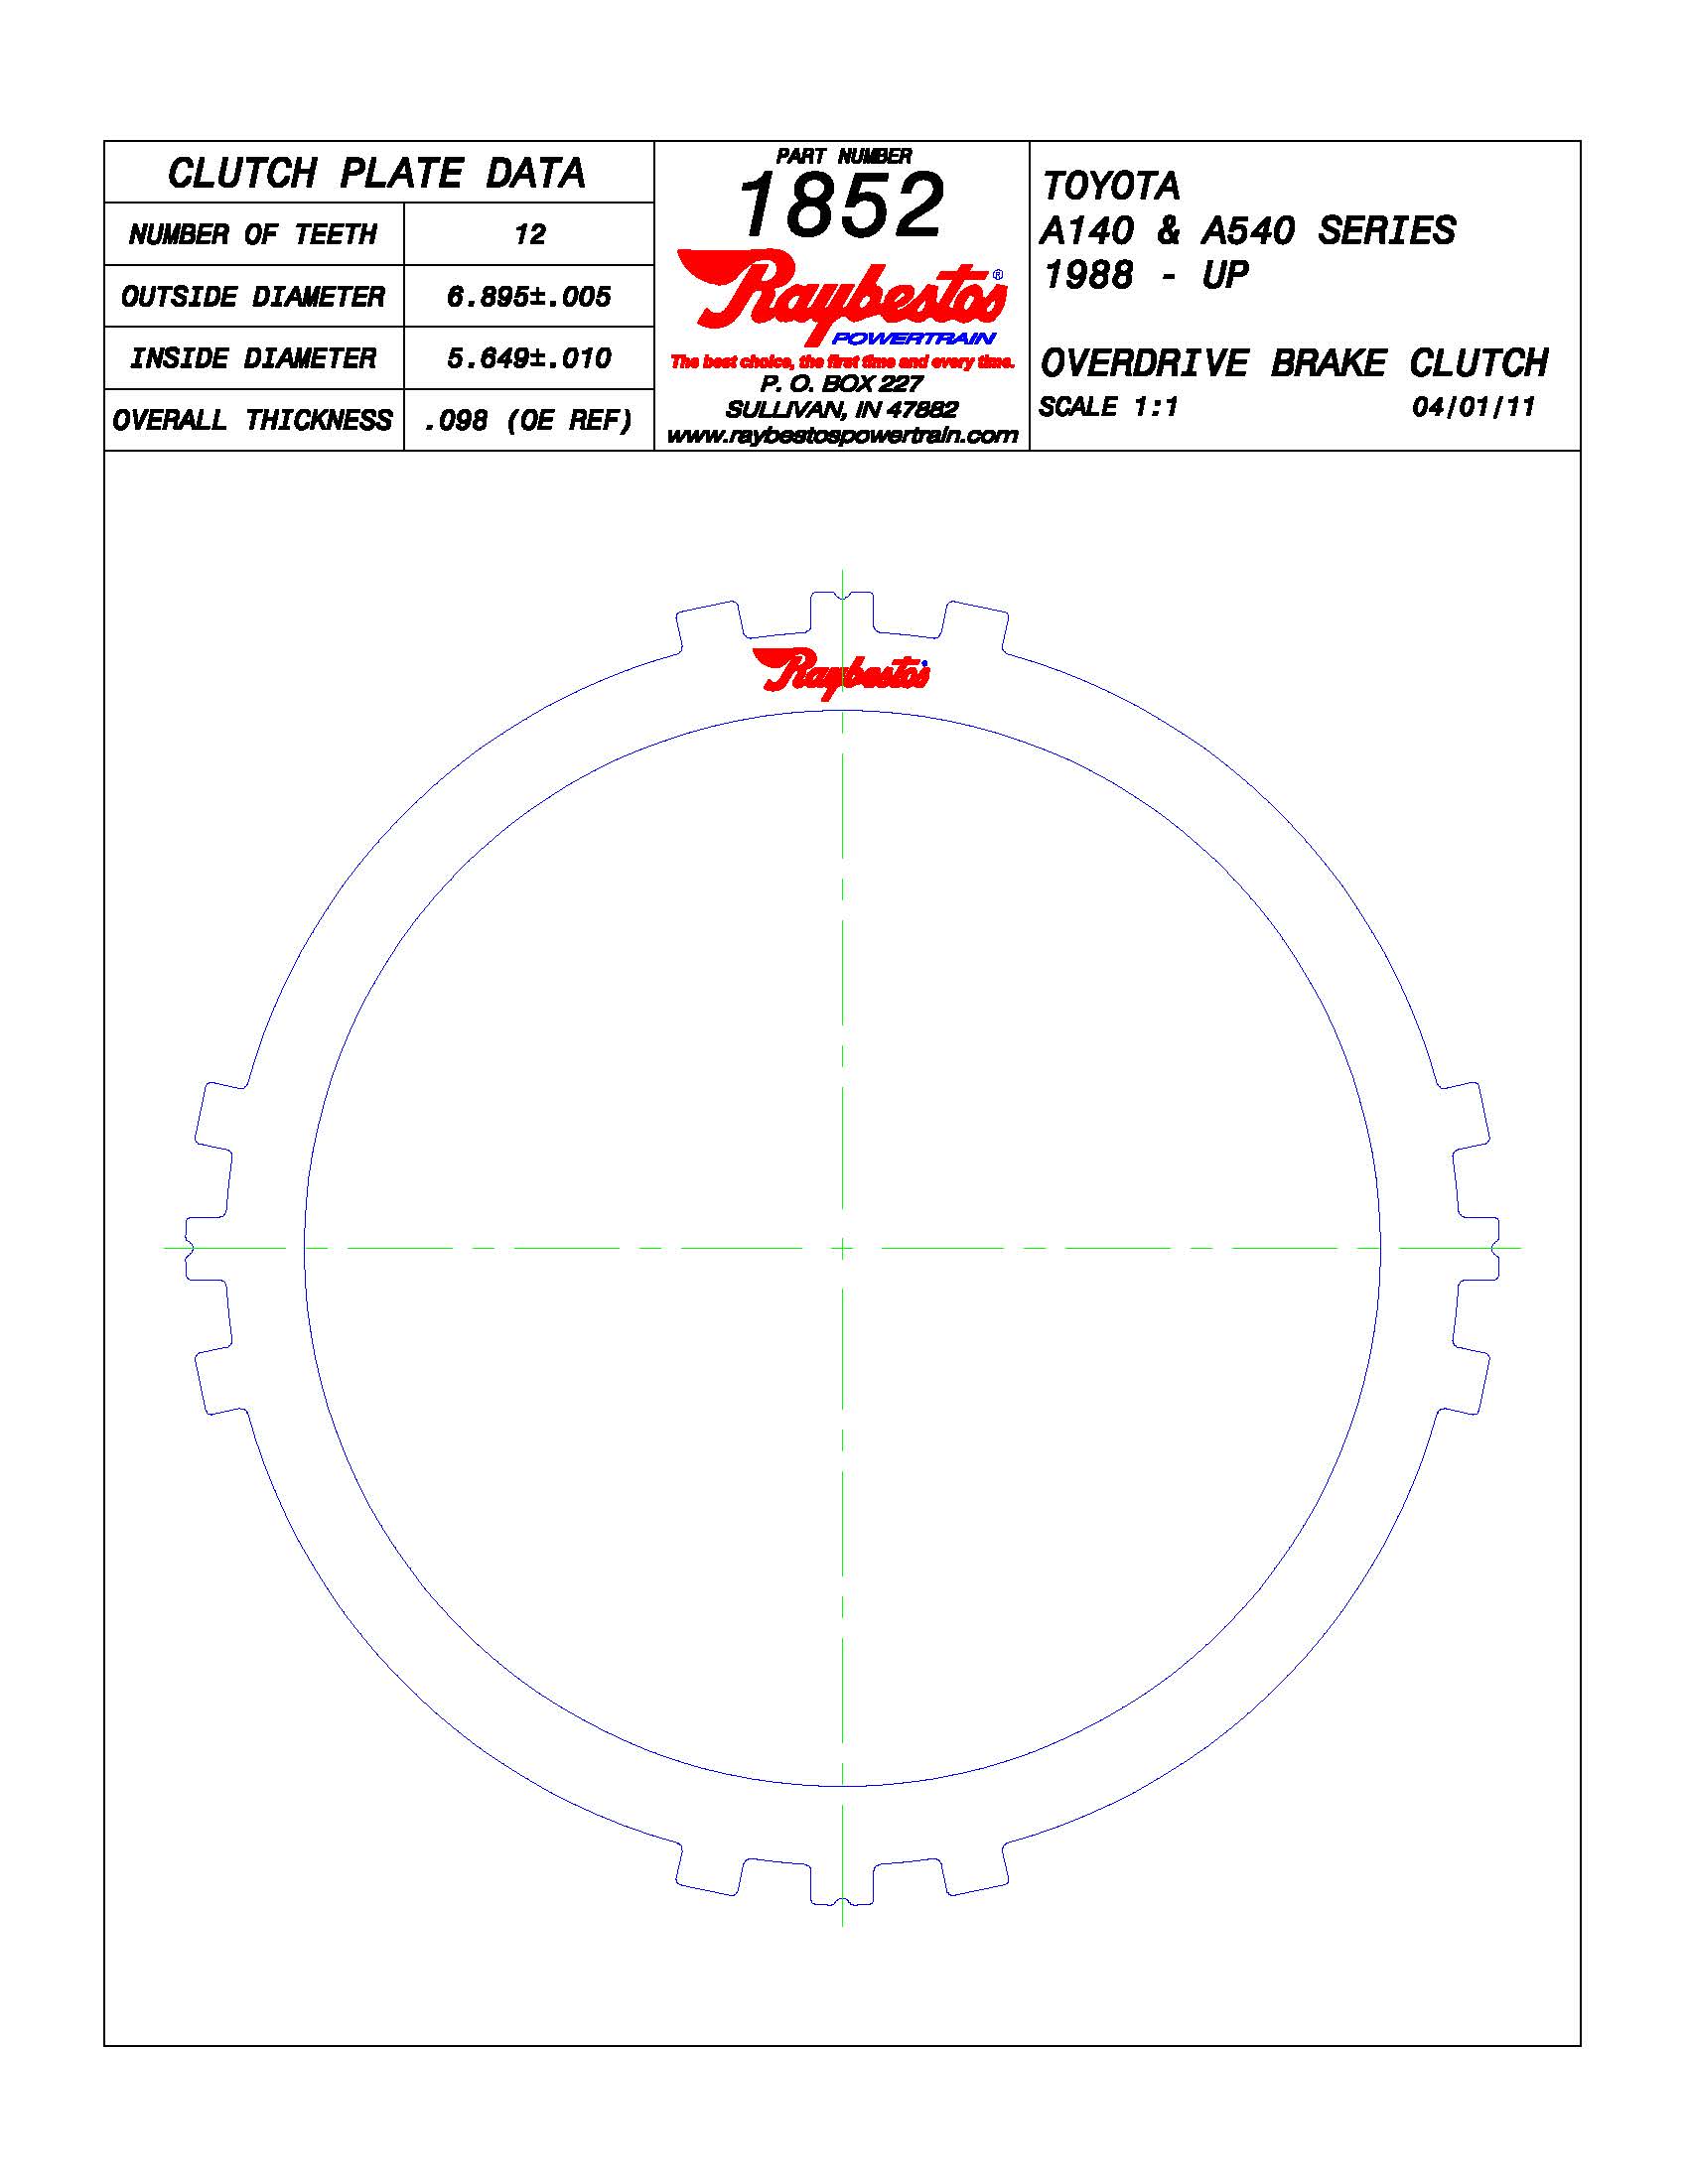 CLUTCH PLATE DATA
NUMBER OF TEETH 12
OUTSIDE DIAMETER 6.895±.005
INSIDE DIAMETER 5.649±.010
OVERALL THICKNESS .098 (OE REF)
PART NUMBER
1852
Raybestos®
POWERTRAIN
The best choice, the first time and every time.
P. O. BOX 227
SULLIVAN, IN 47882
www.raybestospowertrain.com
TOYOTA
A140 & A540 SERIES
1988 - UP
OVERDRIVE BRAKE CLUTCH
SCALE 1:1 04/01/11
Raybestos